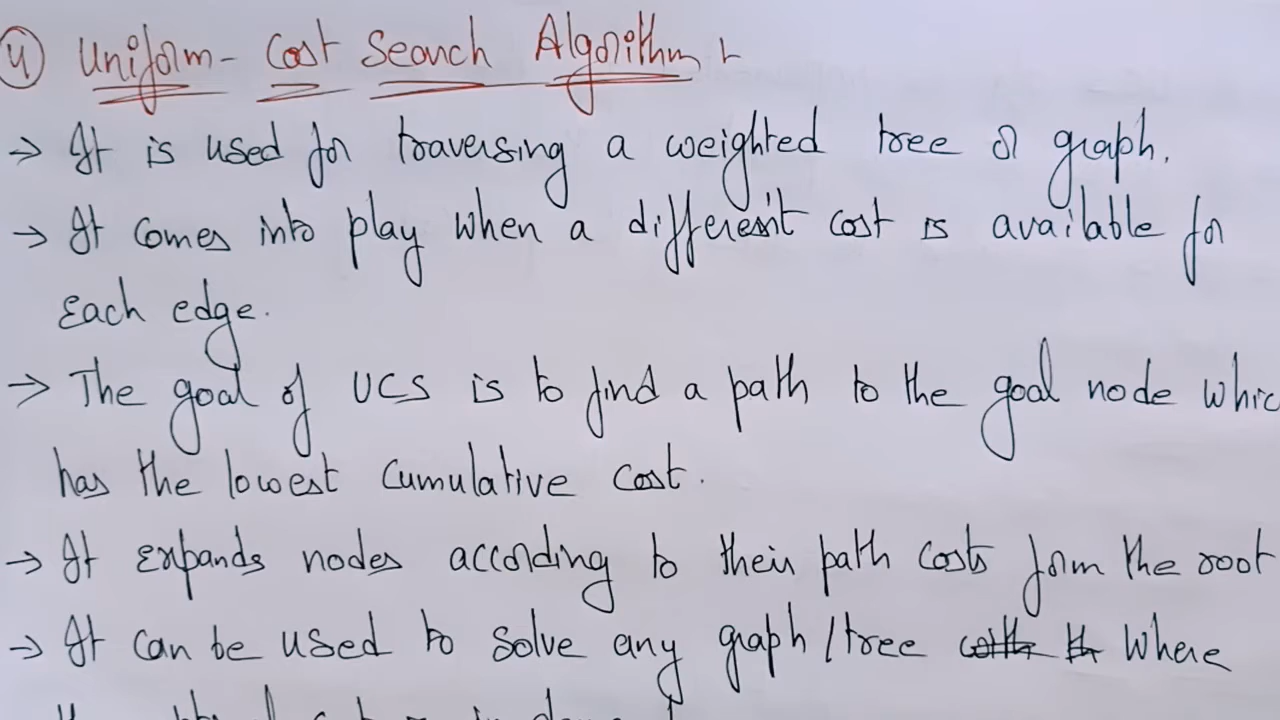 4) Uniform-Cost Search Algorithm :-
→ It is used for traversing a weighted tree or graph.
→ It Comes into play when a different cost is available for
Each edge.
→ The goal of UCS is to find a path to the goal node whic
has the lowest Cumulative Cost.
→ It expands nodes according to their path costs form the root
→ It can be used to solve any graph/tree where